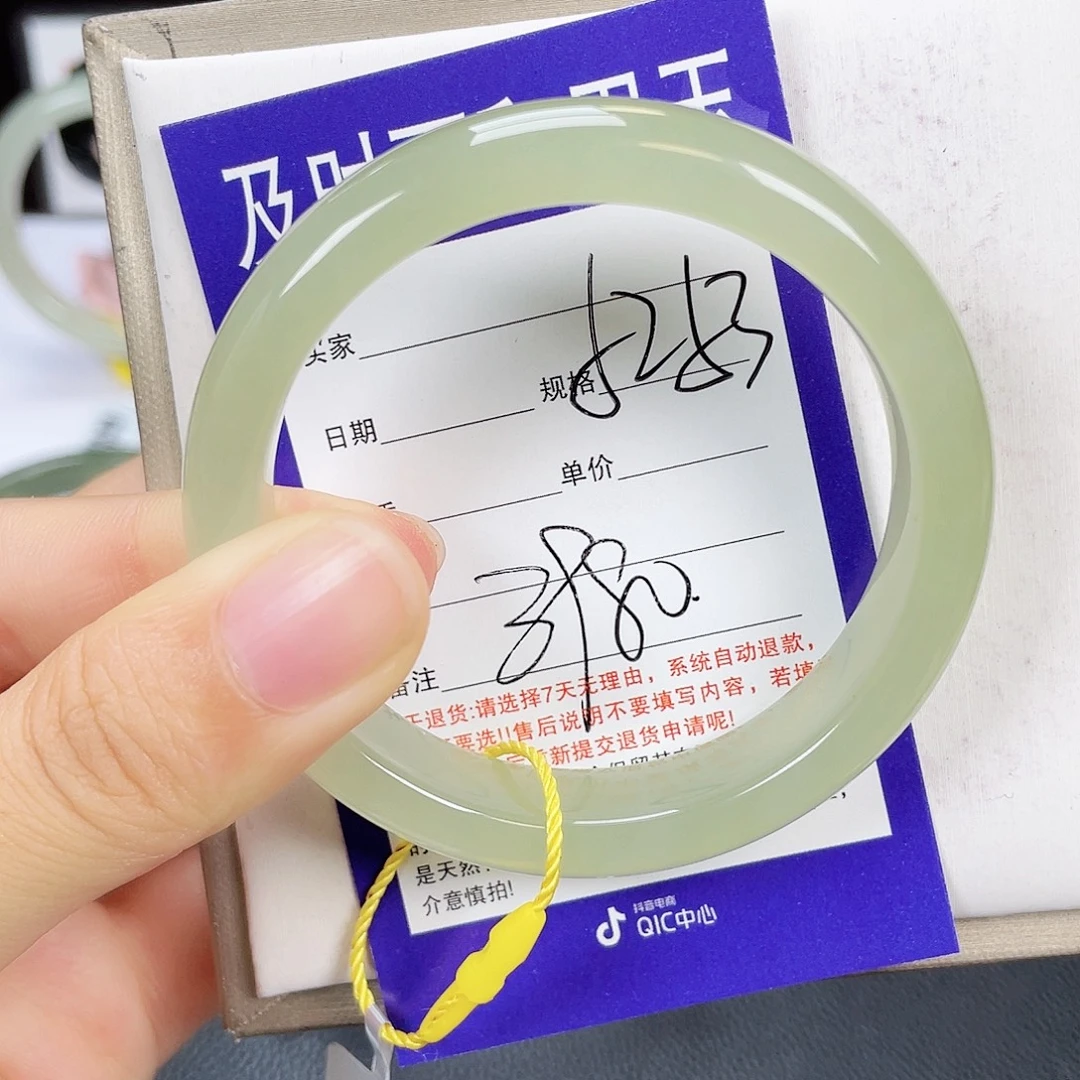 及时
买家
规格
日期
单价
3980.
备注
退货:请选择7天无理由，系统自动退款，
要选!!售后说明不要填写内容，若填
新提交退货申请呢!
是天然
介意慎拍!
抖音电商
QIC中心